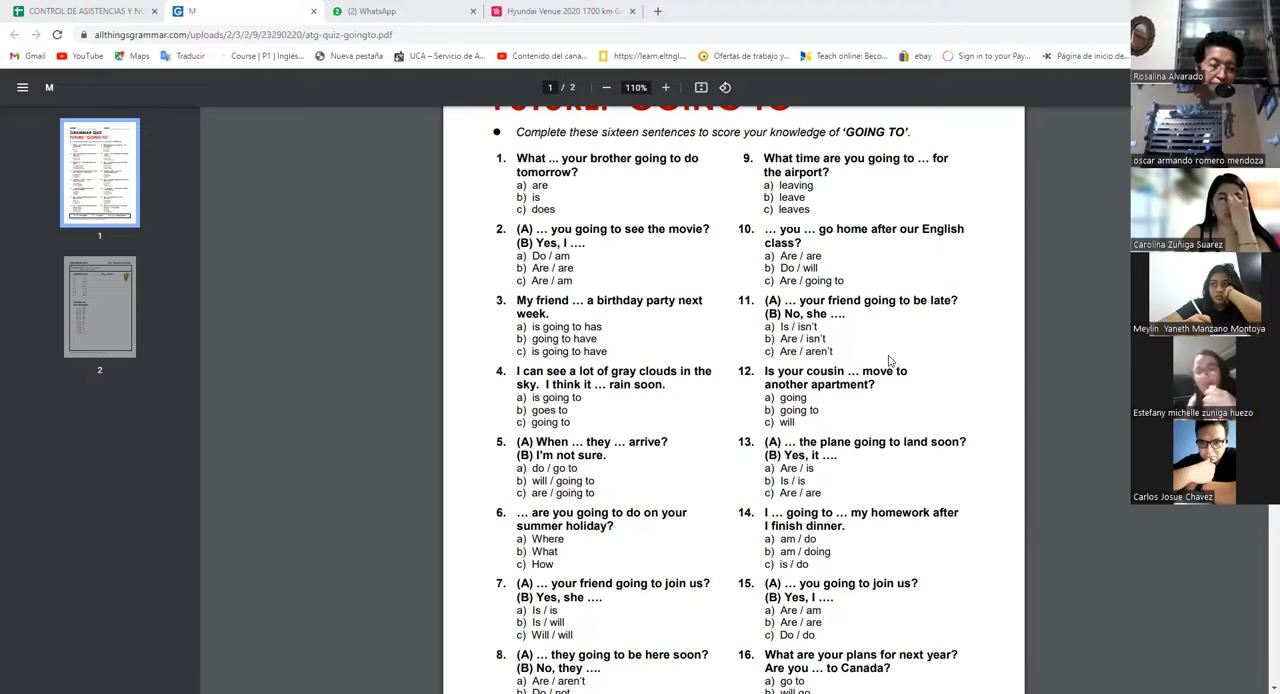 CONTROL DE ASISTENCIAS Y NO
M
(2) WhatsApp
Hyundai Venue 2020 1700 km Ge
allthingsgrammar.com/uploads/2/3/2/9/23290220/atg-quiz-goingto.pdf
Gmail
YouTube
Maps
Traducir
Course | P1 | Inglés...
Nueva pestaña
UCA – Servicio de A...
Contenido del cana...
https://learn.eltngl...
Ofertas de trabajo y...
Teach online: Beco...
ebay
Sign in to your Pay...
Página de inicio de
M
1 / 2
110%
1
2
FUTURE: 'GOING TO'
Complete these sixteen sentences to score your knowledge of 'GOING TO'.
1. What ... your brother going to do
tomorrow?
a) are
b) is
c) does
2. (A) … you going to see the movie?
(B) Yes, I ….
a) Do / am
b) Are / are
c) Are / am
3. My friend … a birthday party next
week.
a) is going to has
b) going to have
c) is going to have
4. I can see a lot of gray clouds in the
sky. I think it … rain soon.
a) is going to
b) goes to
c) going to
5. (A) When … they … arrive?
(B) I'm not sure.
a) do / go to
b) will / going to
c) are / going to
6. … are you going to do on your
summer holiday?
a) Where
b) What
c) How
7. (A) … your friend going to join us?
(B) Yes, she ….
a) Is / is
b) Is / will
c) Will / will
8. (A) … they going to be here soon?
(B) No, they ….
a) Are / aren't
b) Do / not
9. What time are you going to … for
the airport?
a) leaving
b) leave
c) leaves
10. … you … go home after our English
class?
a) Are / are
b) Do / will
c) Are / going to
11. (A) … your friend going to be late?
(B) No, she ….
a) Is / isn't
b) Are / isn't
c) Are / aren't
12. Is your cousin … move to
another apartment?
a) going
b) going to
c) will
13. (A) … the plane going to land soon?
(B) Yes, it ….
a) Are / is
b) Is / is
c) Are / are
14. I … going to … my homework after
I finish dinner.
a) am / do
b) am / doing
c) is / do
15. (A) … you going to join us?
(B) Yes, I ….
a) Are / am
b) Are / are
c) Do / do
16. What are your plans for next year?
Are you … to Canada?
a) go to
b) will go
Rosalina Alvarado
oscar armando romero mendoza
Carolina Zuñiga Suarez
Meylin Yaneth Manzano Montoya
Estefany michelle zuniga huezo
Carlos Josue Chávez